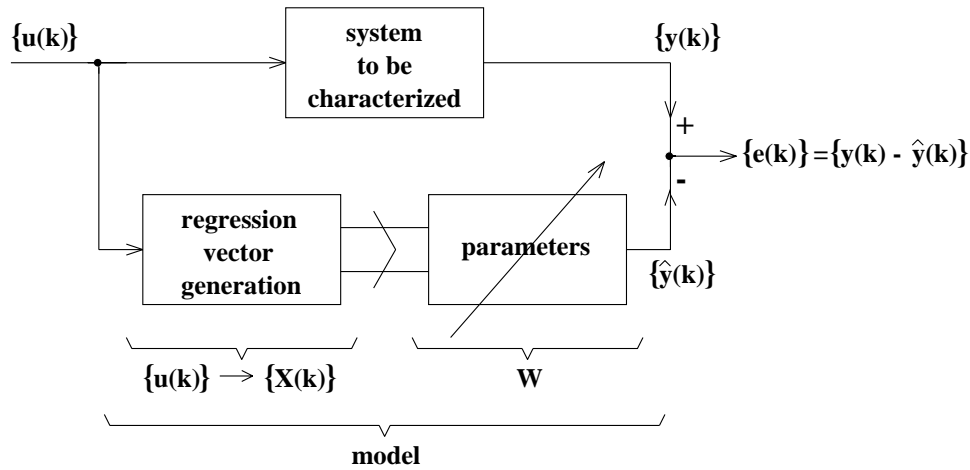 {u(k)}
system
to be
characterized
{y(k)}
+
{e(k)} = {y(k) - ŷ(k)}
-
regression
vector
generation
parameters
{ŷ(k)}
{u(k)} → {X(k)}
W
model